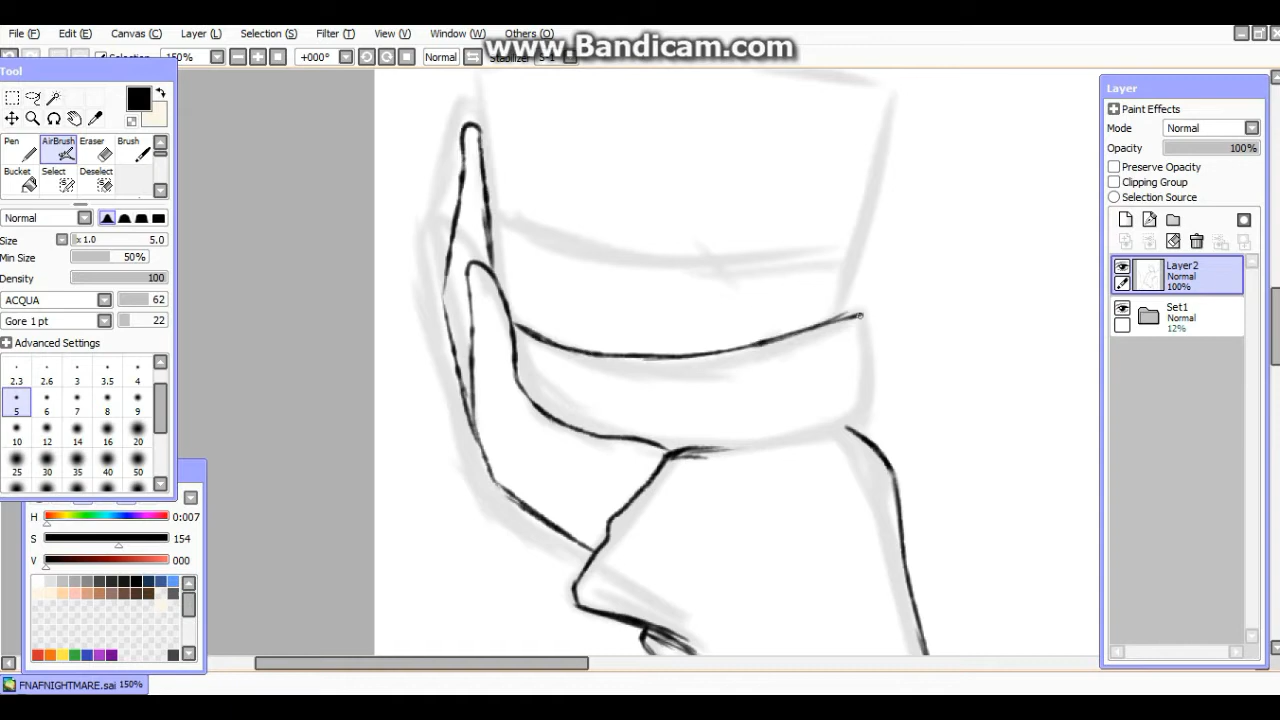 www.Bandicam.com
File (F) Edit (E) Canvas (C) Layer (L) Selection (S) Filter (T) View (V) Window (W) Others (O)
Selection 150% +000° Normal Stabilizer S-1
Tool
Pen AirBrush Eraser Brush
Bucket Select Deselect
Normal
Size x 1.0 5.0
Min Size 50%
Density 100
ACQUA 62
Gore 1 pt 22
Advanced Settings
2.3 2.6 3 3.5 4
5 6 7 8 9
10 12 14 16 20
25 30 35 40 50
H 0:007
S 154
V 000
FNAFNIGHTMARE.sai 150%
Layer
Paint Effects
Mode Normal
Opacity 100%
Preserve Opacity
Clipping Group
Selection Source
Layer2
Normal
100%
Set1
Normal
12%